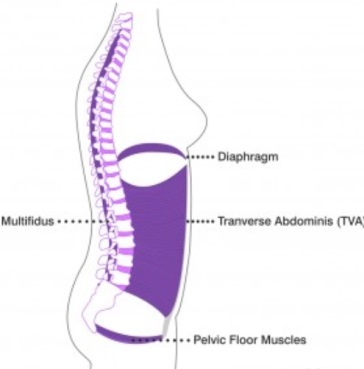 Diaphragm
Multifidus
Tranverse Abdominis (TVA)
Pelvic Floor Muscles